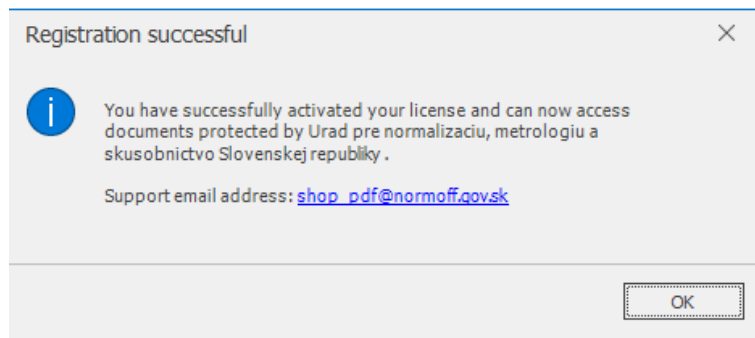 Registration successful
You have successfully activated your license and can now access
documents protected by Urad pre normalizaciu, metrologiu a
skusobnictvo Slovenskej republiky .
Support email address: shop_pdf@normoff.gov.sk
OK